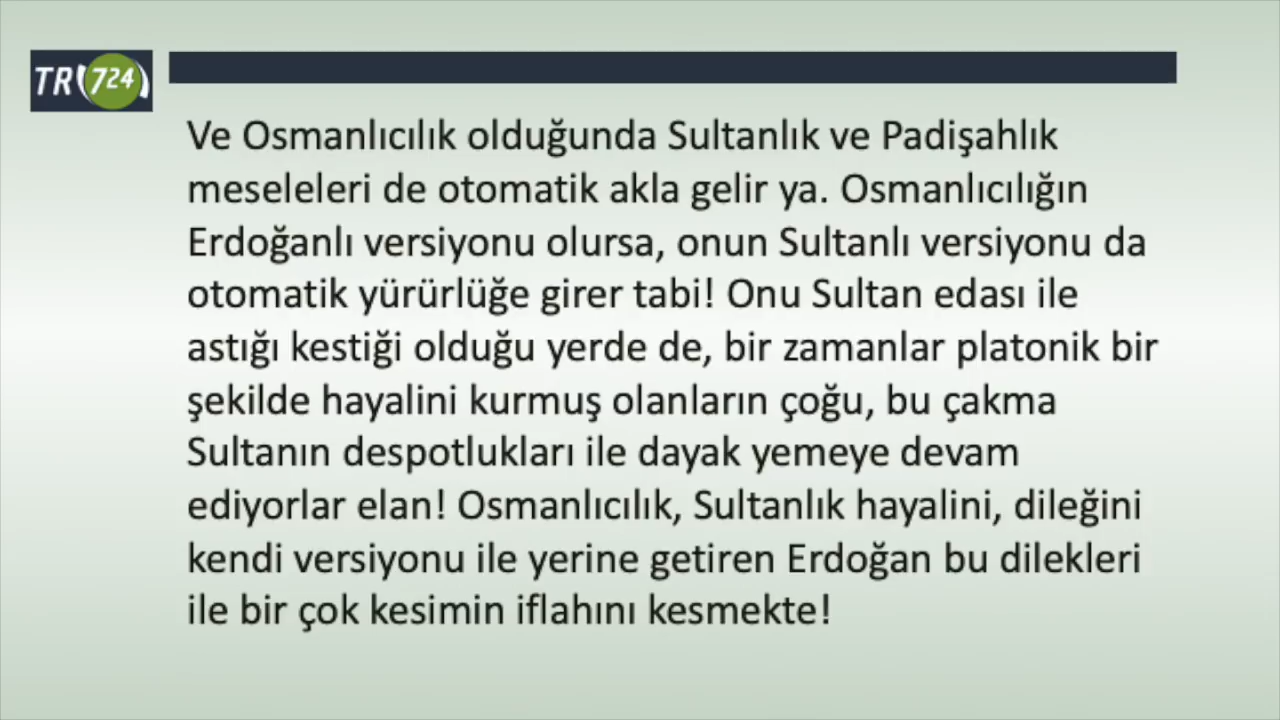 TR724
Ve Osmanlıcılık olduğunda Sultanlık ve Padişahlık
meseleleri de otomatik akla gelir ya. Osmanlıcılığın
Erdoğanlı versiyonu olursa, onun Sultanlı versiyonu da
otomatik yürürlüğe girer tabi! Onu Sultan edası ile
astığı kestiği olduğu yerde de, bir zamanlar platonik bir
şekilde hayalini kurmuş olanların çoğu, bu çakma
Sultanın despotlukları ile dayak yemeye devam
ediyorlar elan! Osmanlıcılık, Sultanlık hayalini, dileğini
kendi versiyonu ile yerine getiren Erdoğan bu dilekleri
ile bir çok kesimin iflahını kesmekte!